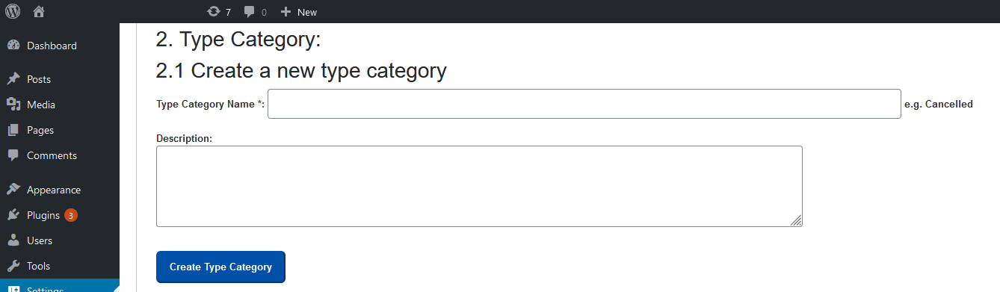 7 0 New
Dashboard
Posts
Media
Pages
Comments
Appearance
Plugins 3
Users
Tools
Settings
2. Type Category:
2.1 Create a new type category
Type Category Name *: e.g. Cancelled
Description:
Create Type Category